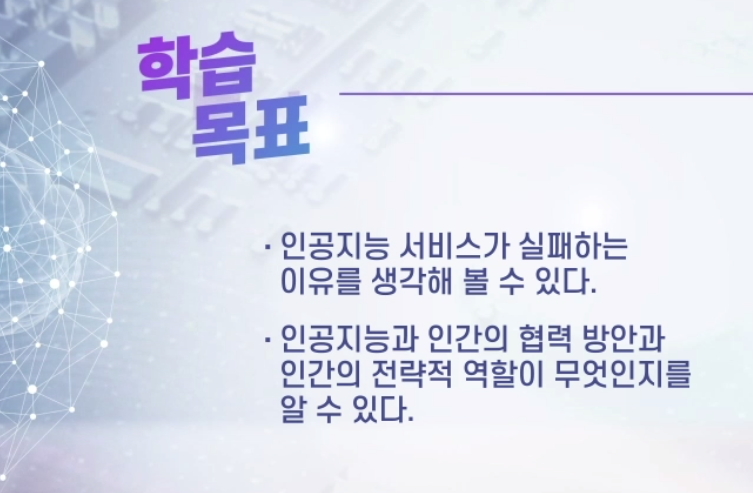 학습
목표
· 인공지능 서비스가 실패하는
이유를 생각해 볼 수 있다.
· 인공지능과 인간의 협력 방안과
인간의 전략적 역할이 무엇인지를
알 수 있다.